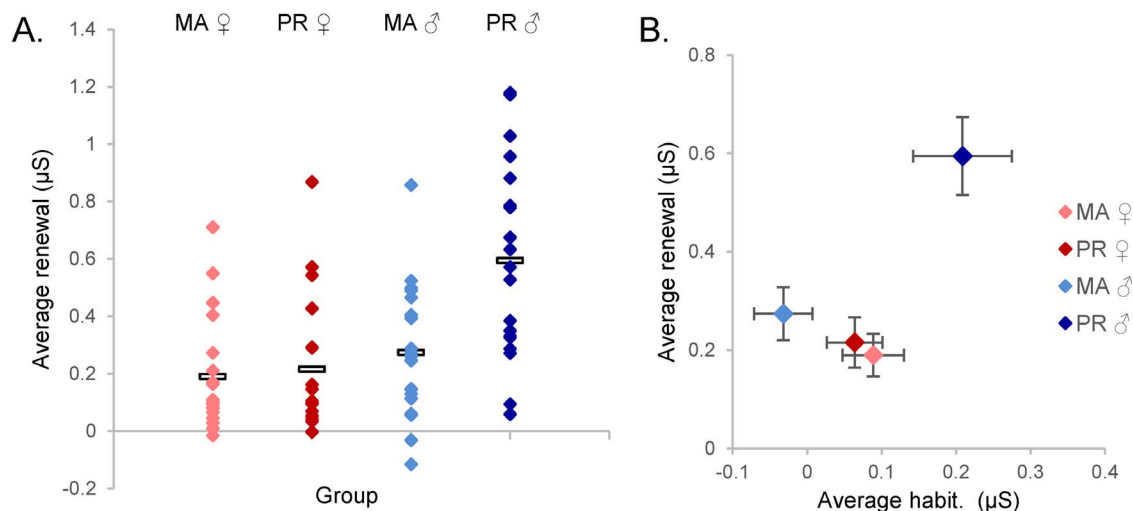 A.
MA ♀ PR ♀ MA ♂ PR ♂
1.4
1.2
1
0.8
0.6
0.4
0.2
0
-0.2
Average renewal (µS)
Group
B.
0.8
0.6
0.4
0.2
0
Average renewal (µS)
-0.1 0 0.1 0.2 0.3 0.4
Average habit. (µS)
MA ♀
PR ♀
MA ♂
PR ♂